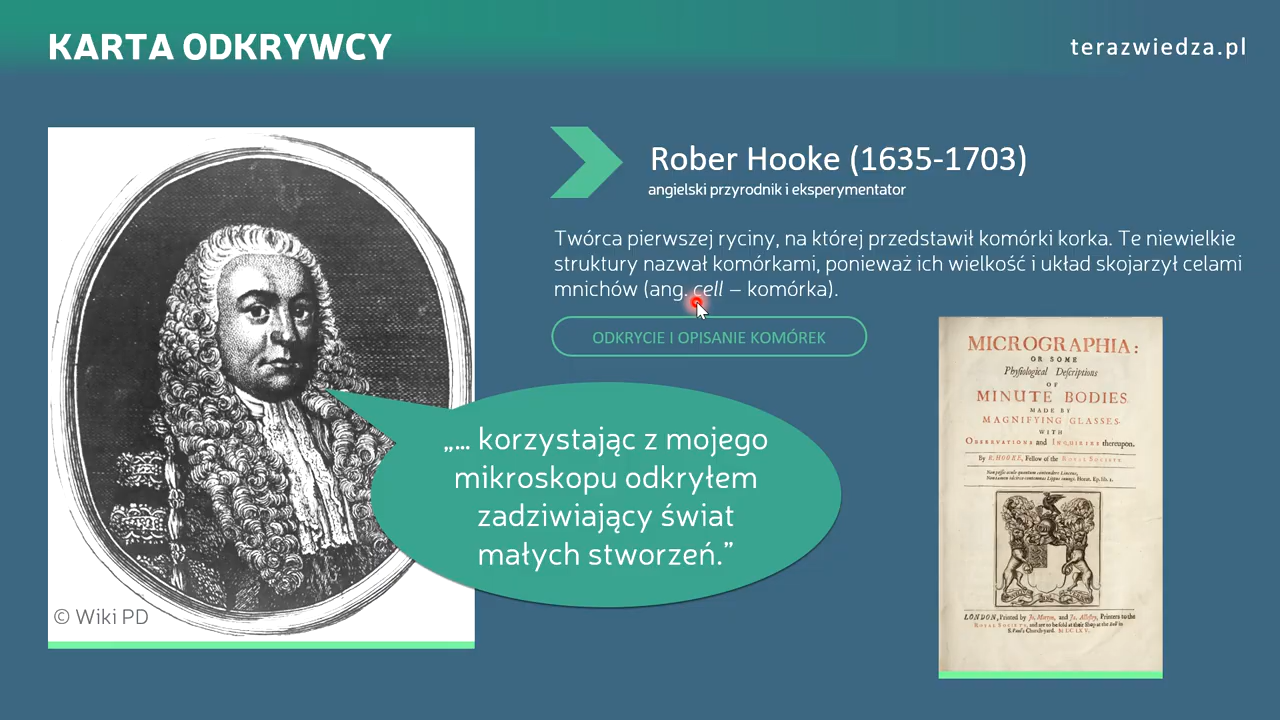 KARTA ODKRYWCY
terazwiedza.pl
Rober Hooke (1635-1703)
angielski przyrodnik i eksperymentator
Twórca pierwszej ryciny, na której przedstawił komórki korka. Te niewielkie
struktury nazwał komórkami, ponieważ ich wielkość i układ skojarzył celami
mnichów (ang. cell – komórka).
ODKRYCIE I OPISANIE KOMÓREK
„… korzystając z mojego
mikroskopu odkryłem
zadziwiający świat
małych stworzeń.”
© Wiki PD
MICROGRAPHIA:
OR SOME
Phyſiological Deſcriptions
OF
MINUTE BODIES
MADE BY
MAGNIFYING GLASSES.
WITH
OBSERVATIONS and INQUIRIES thereupon.
By R. HOOKE, Fellow of the ROYAL SOCIETY.
LONDON, Printed by Jo. Martyn, and Ja. Alleſtry, Printers to the
ROYAL SOCIETY, and are to be ſold at their Shop at the Bell in
S. Paul's Church-yard. M DC LX V.